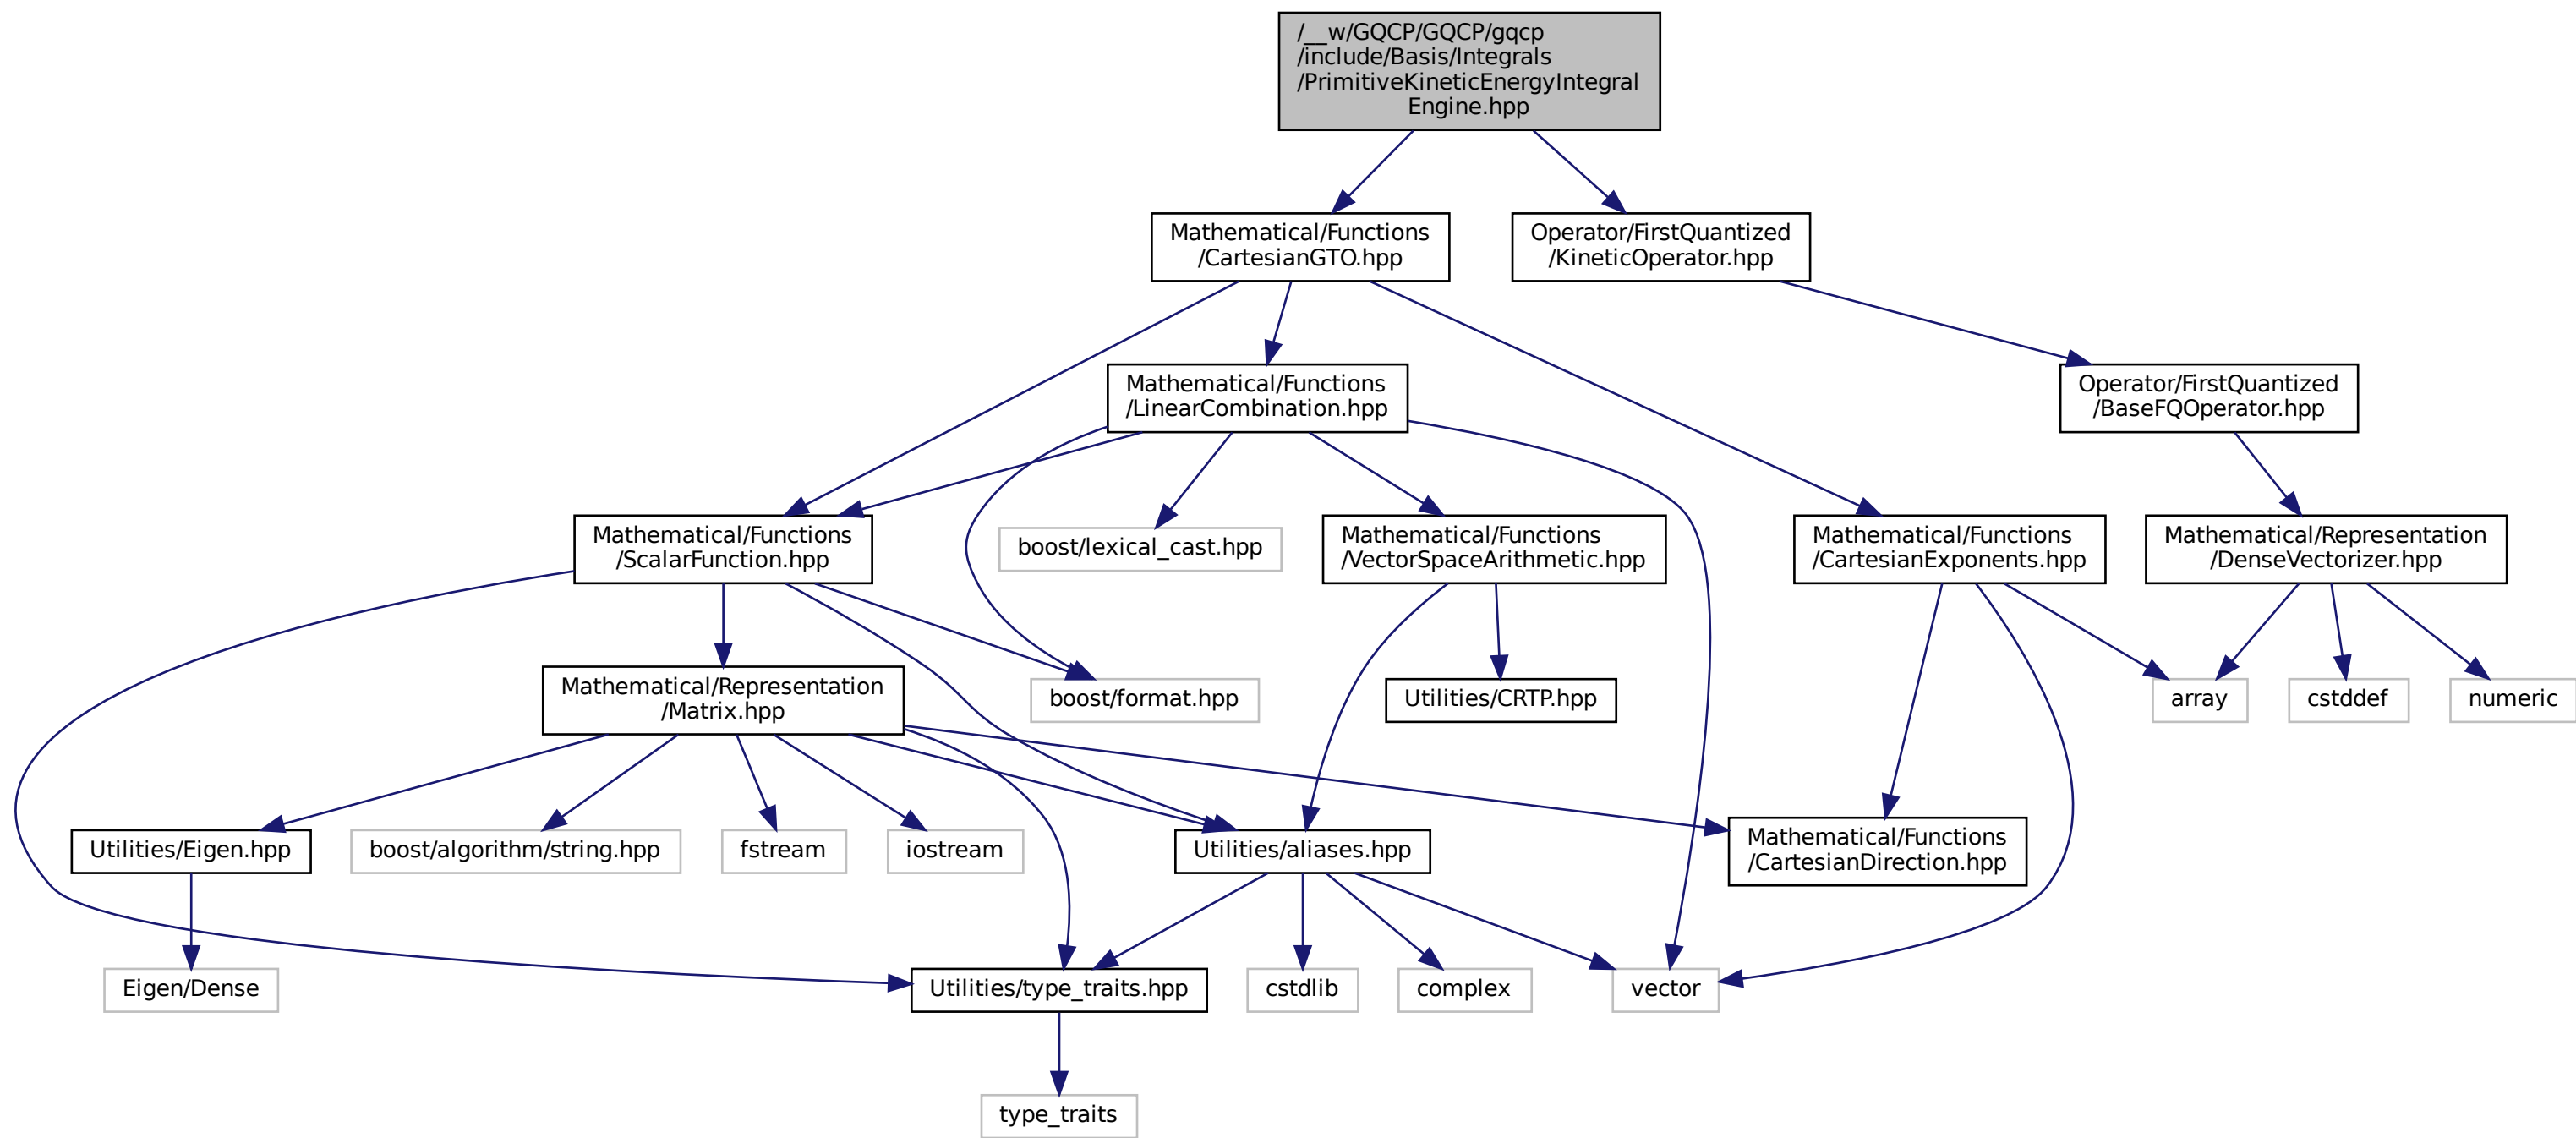 /__w/GQCP/GQCP/gqcp
/include/Basis/Integrals
/PrimitiveKineticEnergyIntegral
Engine.hpp
Mathematical/Functions
/CartesianGTO.hpp
Operator/FirstQuantized
/KineticOperator.hpp
Mathematical/Functions
/LinearCombination.hpp
Operator/FirstQuantized
/BaseFQOperator.hpp
Mathematical/Functions
/ScalarFunction.hpp
boost/lexical_cast.hpp
Mathematical/Functions
/VectorSpaceArithmetic.hpp
Mathematical/Functions
/CartesianExponents.hpp
Mathematical/Representation
/DenseVectorizer.hpp
Mathematical/Representation
/Matrix.hpp
boost/format.hpp
Utilities/CRTP.hpp
array
cstddef
numeric
Utilities/Eigen.hpp
boost/algorithm/string.hpp
fstream
iostream
Utilities/aliases.hpp
Mathematical/Functions
/CartesianDirection.hpp
Eigen/Dense
Utilities/type_traits.hpp
cstdlib
complex
vector
type_traits